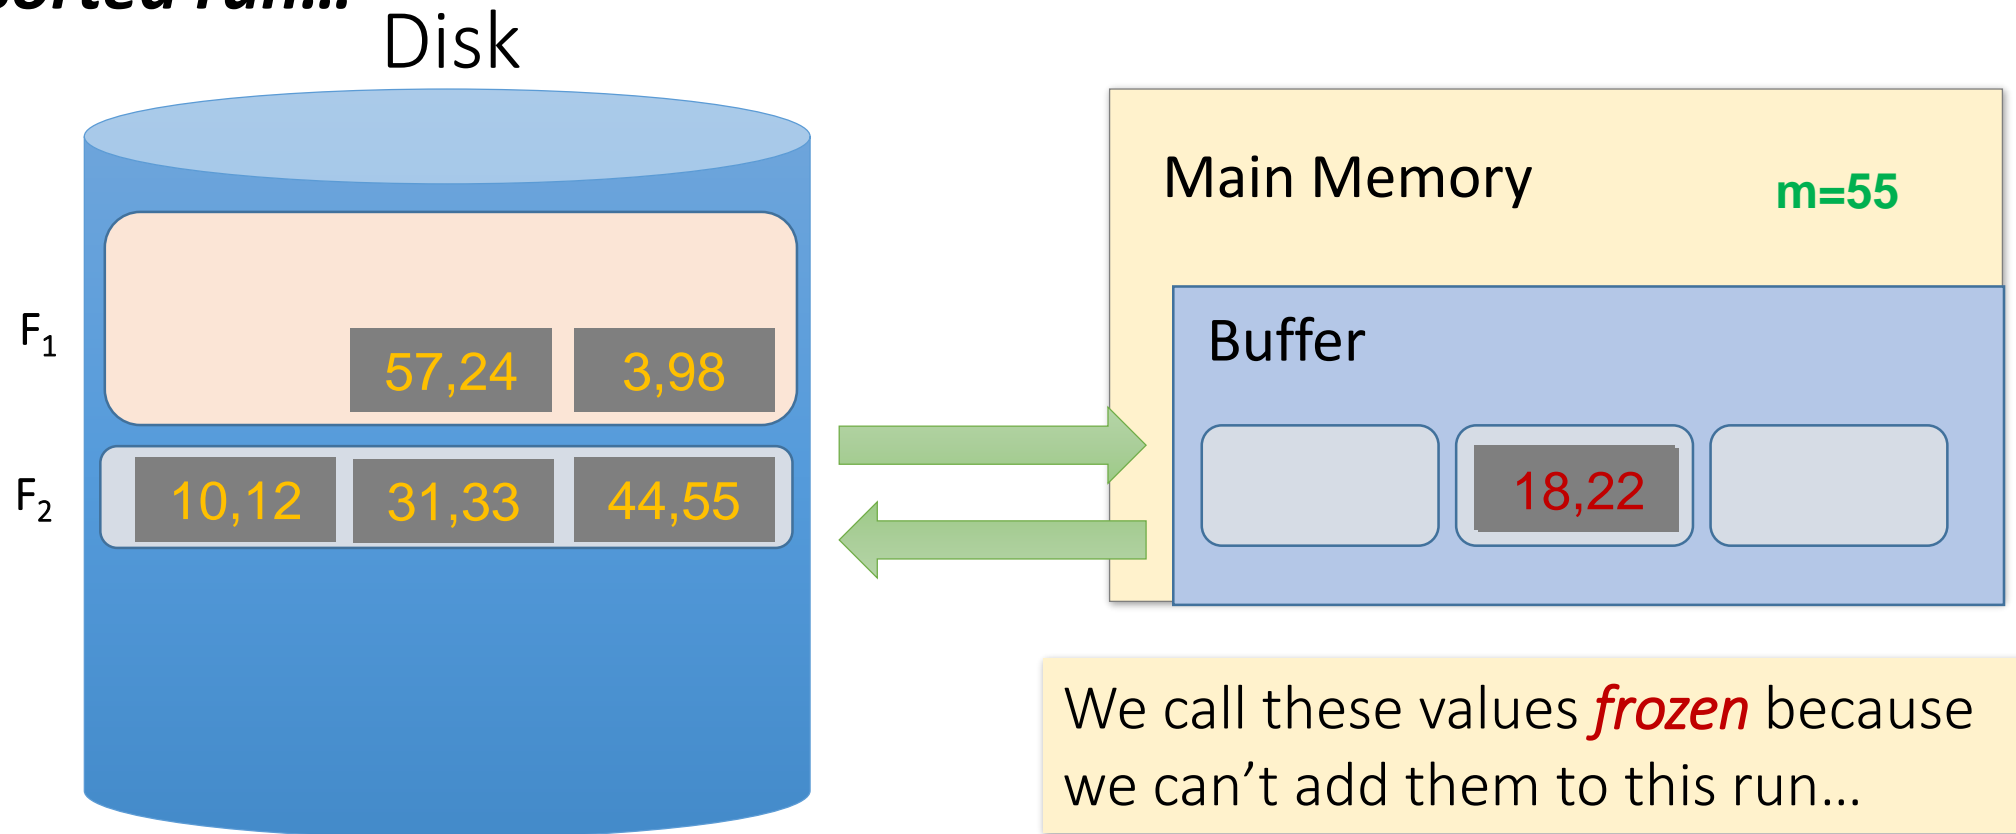 run...
Disk
Main Memory
m=55
Buffer
F1
57,24
3,98
F2
10,12
31,33
44,55
18,22
We call these values frozen because
we can’t add them to this run...